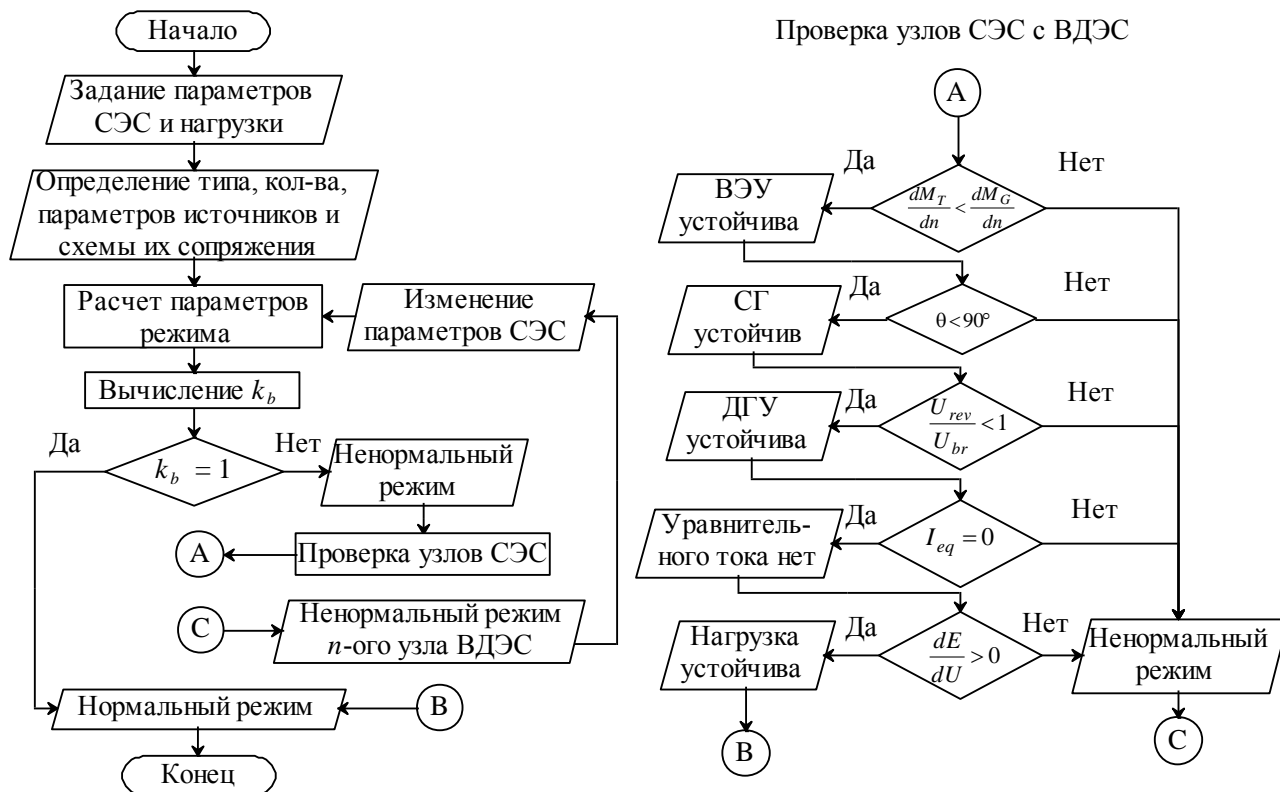 Начало
Задание параметров
СЭС и нагрузки
Определение типа, кол-ва,
параметров источников и
схемы их сопряжения
Расчет параметров
режима
Изменение
параметров СЭС
Вычисление k_b
Да
Нет
k_b = 1
Ненормальный
режим
A
Проверка узлов СЭС
C
Ненормальный режим
n-ого узла ВДЭС
Нормальный режим
B
Конец
Проверка узлов СЭС с ВДЭС
A
Да
Нет
ВЭУ
устойчива
dM_T/dn < dM_G/dn
Да
Нет
СГ
устойчив
θ<90°
Да
Нет
ДГУ
устойчива
U_rev/U_br < 1
Да
Нет
Уравнитель-
ного тока нет
I_eq = 0
Да
Нет
Нагрузка
устойчива
dE/dU > 0
Ненормальный
режим
B
C